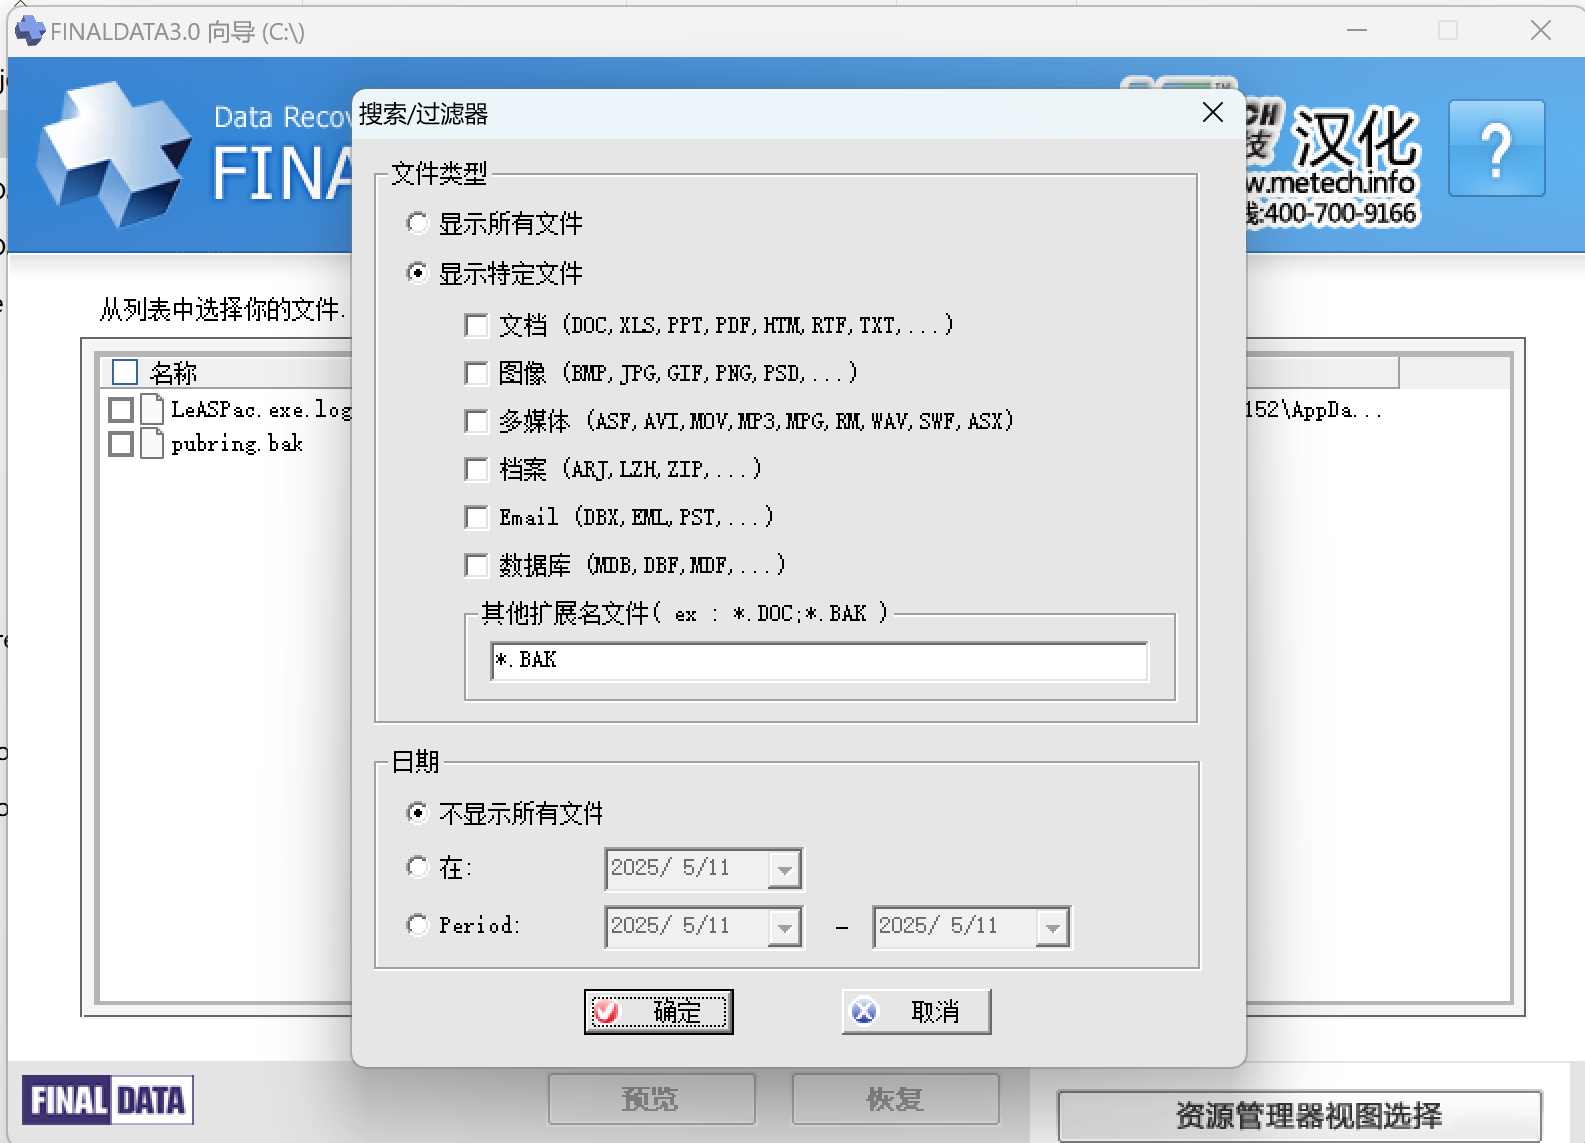 FINALDATA3.0 向导 (C:\)
Data Recov
FINA
汉化
技
w.metech.info
线:400-700-9166
?
搜索/过滤器
文件类型
显示所有文件
显示特定文件
文档 (DOC,XLS,PPT,PDF,HTM,RTF,TXT,...)
图像 (BMP,JPG,GIF,PNG,PSD,...)
多媒体 (ASF,AVI,MOV,MP3,MPG,RM,WAV,SWF,ASX)
档案 (ARJ,LZH,ZIP,...)
Email (DBX,EML,PST,...)
数据库 (MDB,DBF,MDF,...)
其他扩展名文件( ex : *.DOC;*.BAK )
*.BAK
日期
不显示所有文件
在:
2025/ 5/11
Period:
2025/ 5/11
–
2025/ 5/11
确定
取消
从列表中选择你的文件.
名称
LeASPac.exe.log
152\AppDa...
pubring.bak
FINAL DATA
预览
恢复
资源管理器视图选择